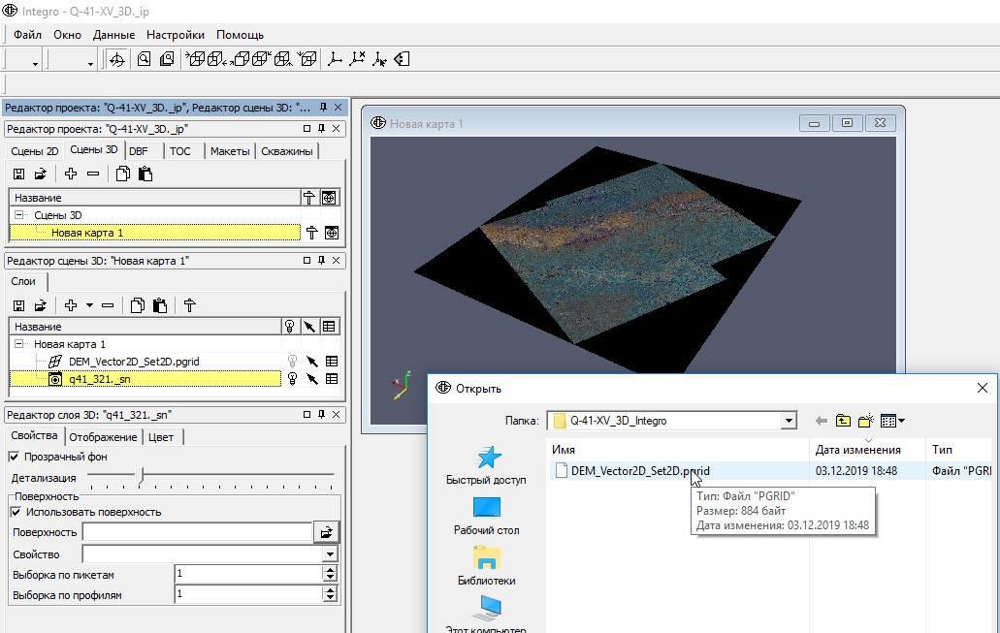 Integro - Q-41-XV_3D._ip
Файл Окно Данные Настройки Помощь
Редактор проекта: "Q-41-XV_3D._ip", Редактор сцены 3D: "...
Редактор проекта: "Q-41-XV_3D._ip"
Сцены 2D Сцены 3D DBF ТОС Макеты Скважины
Название
Сцены 3D
Новая карта 1
Редактор сцены 3D: "Новая карта 1"
Слои
Название
Новая карта 1
DEM_Vector2D_Set2D.pgrid
q41_321._sn
Редактор слоя 3D: "q41_321._sn"
Свойства Отображение Цвет
Прозрачный фон
Детализация
Поверхность
Использовать поверхность
Поверхность
Свойство
Выборка по пикетам 1
Выборка по профилям 1
Новая карта 1
z
Открыть
Папка: Q-41-XV_3D_Integro
Имя Дата изменения Тип
DEM_Vector2D_Set2D.pgrid 03.12.2019 18:48 Файл "PGRI
Тип: Файл "PGRID"
Размер: 884 байт
Дата изменения: 03.12.2019 18:48
Быстрый доступ
Рабочий стол
Библиотеки
Этот компьютер